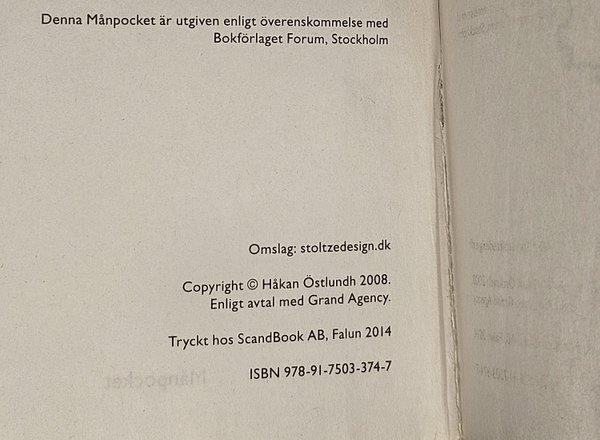 Denna Månpocket är utgiven enligt överenskommelse med
Bokförlaget Forum, Stockholm
Omslag: stoltzedesign.dk
Copyright © Håkan Östlundh 2008.
Enligt avtal med Grand Agency.
Tryckt hos ScandBook AB, Falun 2014
Månpocket
ISBN 978-91-7503-374-7